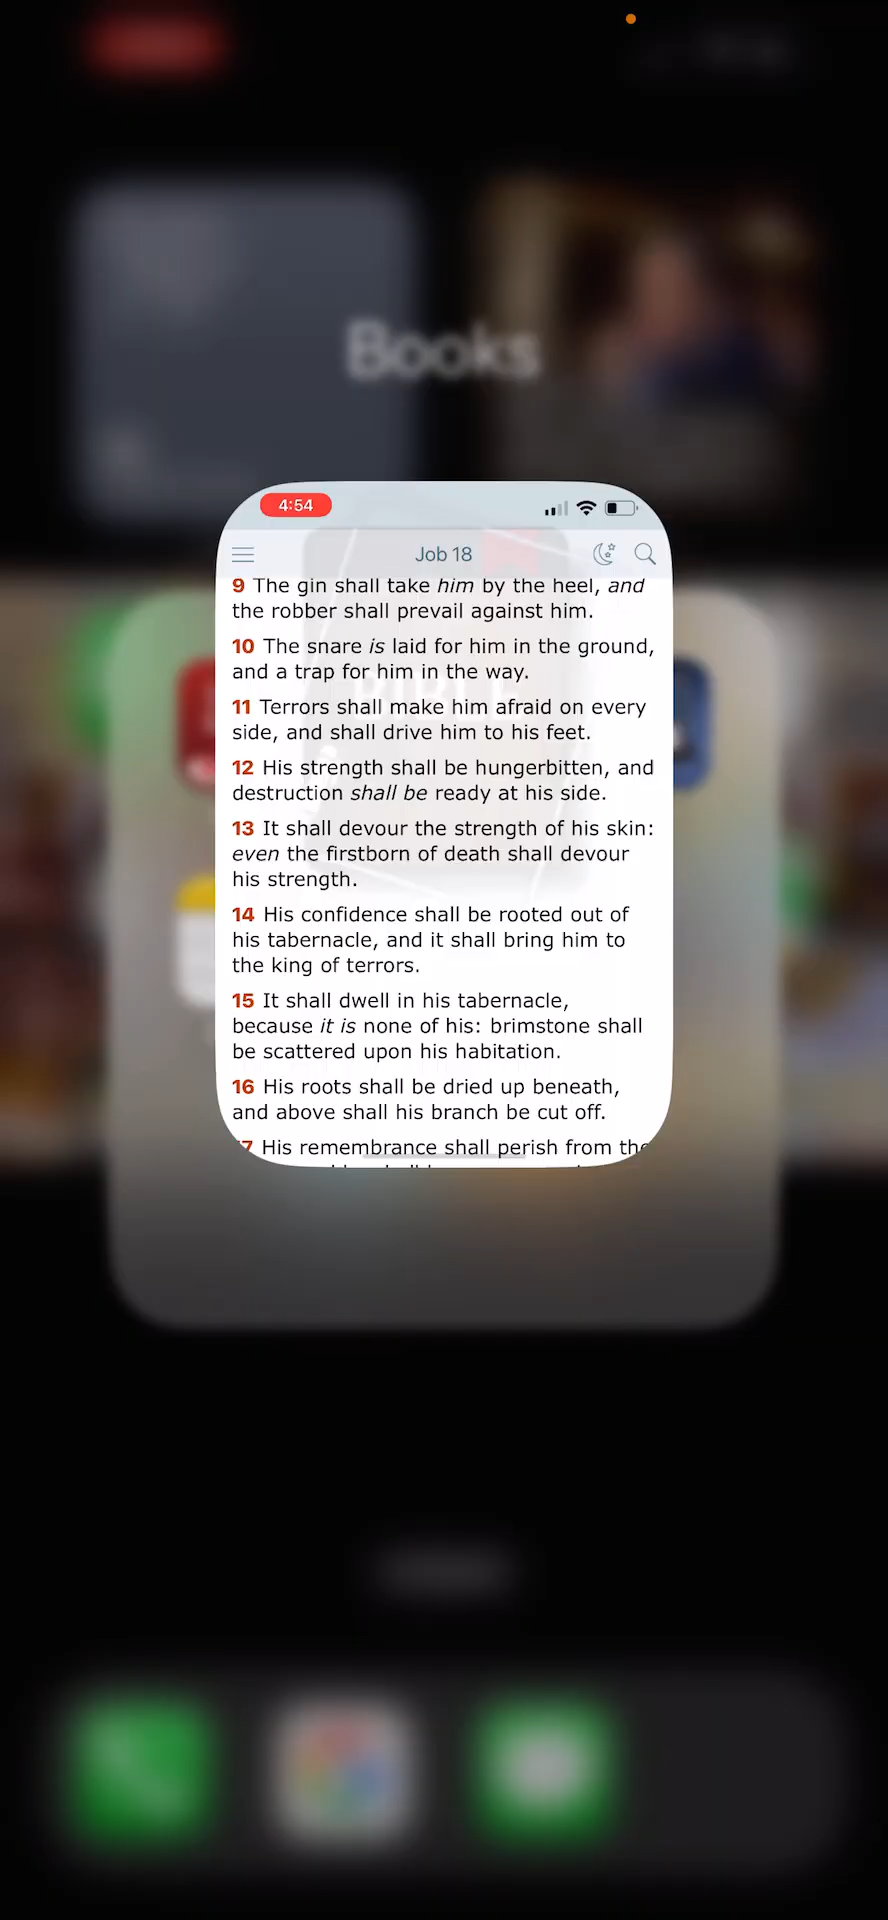 Books
4:54
Job 18
9 The gin shall take him by the heel, and
the robber shall prevail against him.
10 The snare is laid for him in the ground,
and a trap for him in the way.
11 Terrors shall make him afraid on every
side, and shall drive him to his feet.
12 His strength shall be hungerbitten, and
destruction shall be ready at his side.
13 It shall devour the strength of his skin:
even the firstborn of death shall devour
his strength.
14 His confidence shall be rooted out of
his tabernacle, and it shall bring him to
the king of terrors.
15 It shall dwell in his tabernacle,
because it is none of his: brimstone shall
be scattered upon his habitation.
16 His roots shall be dried up beneath,
and above shall his branch be cut off.
7 His remembrance shall perish from the
BIBLE